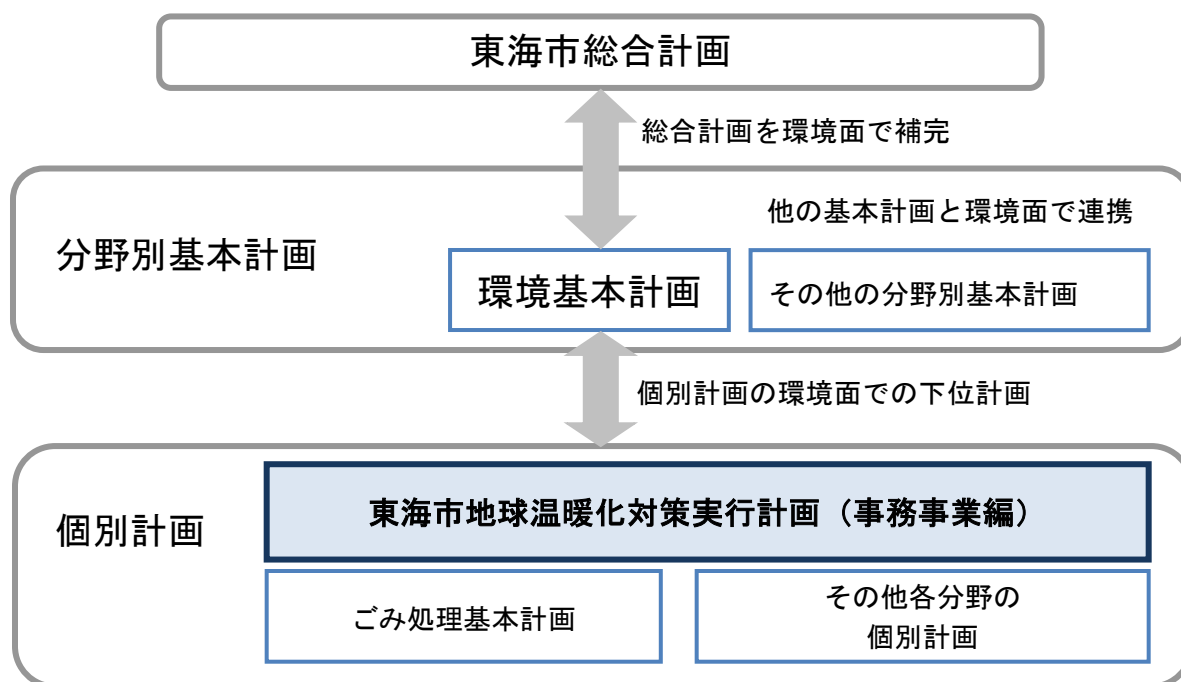 東海市総合計画
総合計画を環境面で補完
他の基本計画と環境面で連携
分野別基本計画
環境基本計画
その他の分野別基本計画
個別計画の環境面での下位計画
東海市地球温暖化対策実行計画（事務事業編）
個別計画
ごみ処理基本計画
その他各分野の
個別計画